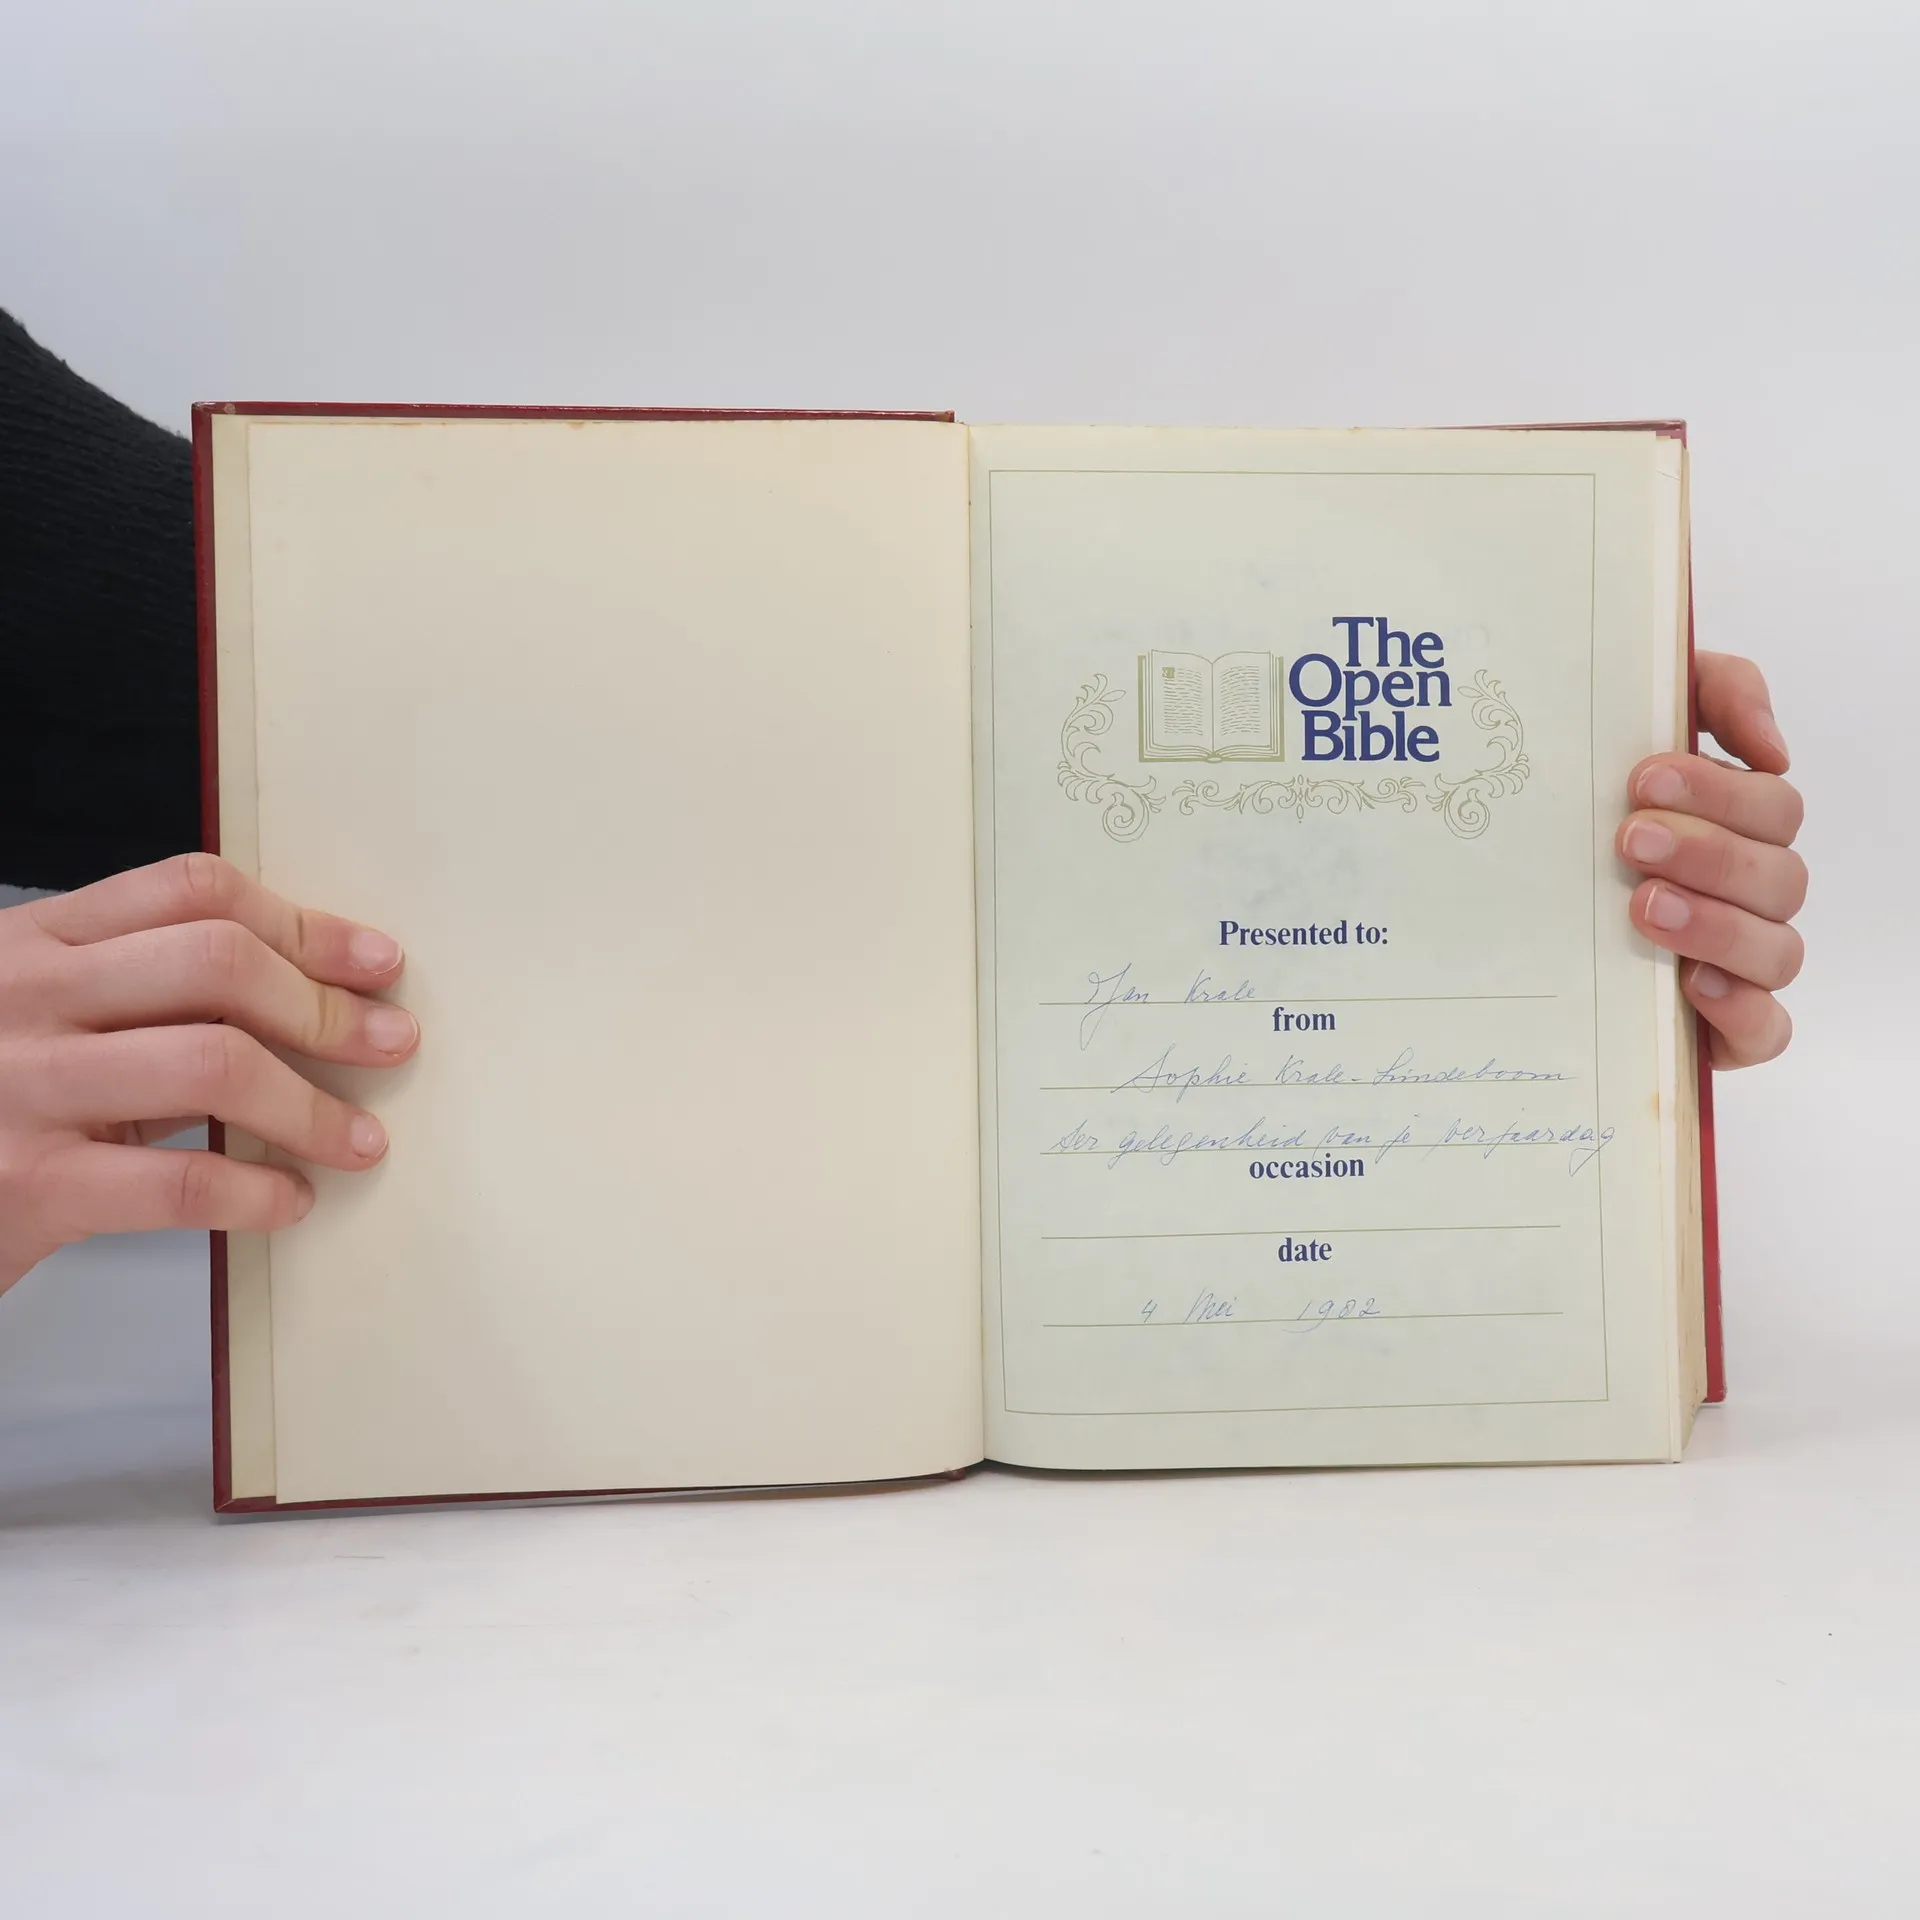 The
Open
Bible
Presented to:
Jan Krale
from
Sophie Krale-Lindeboom
Ter gelegenheid van je verjaardag
occasion
date
4 Mei 1982